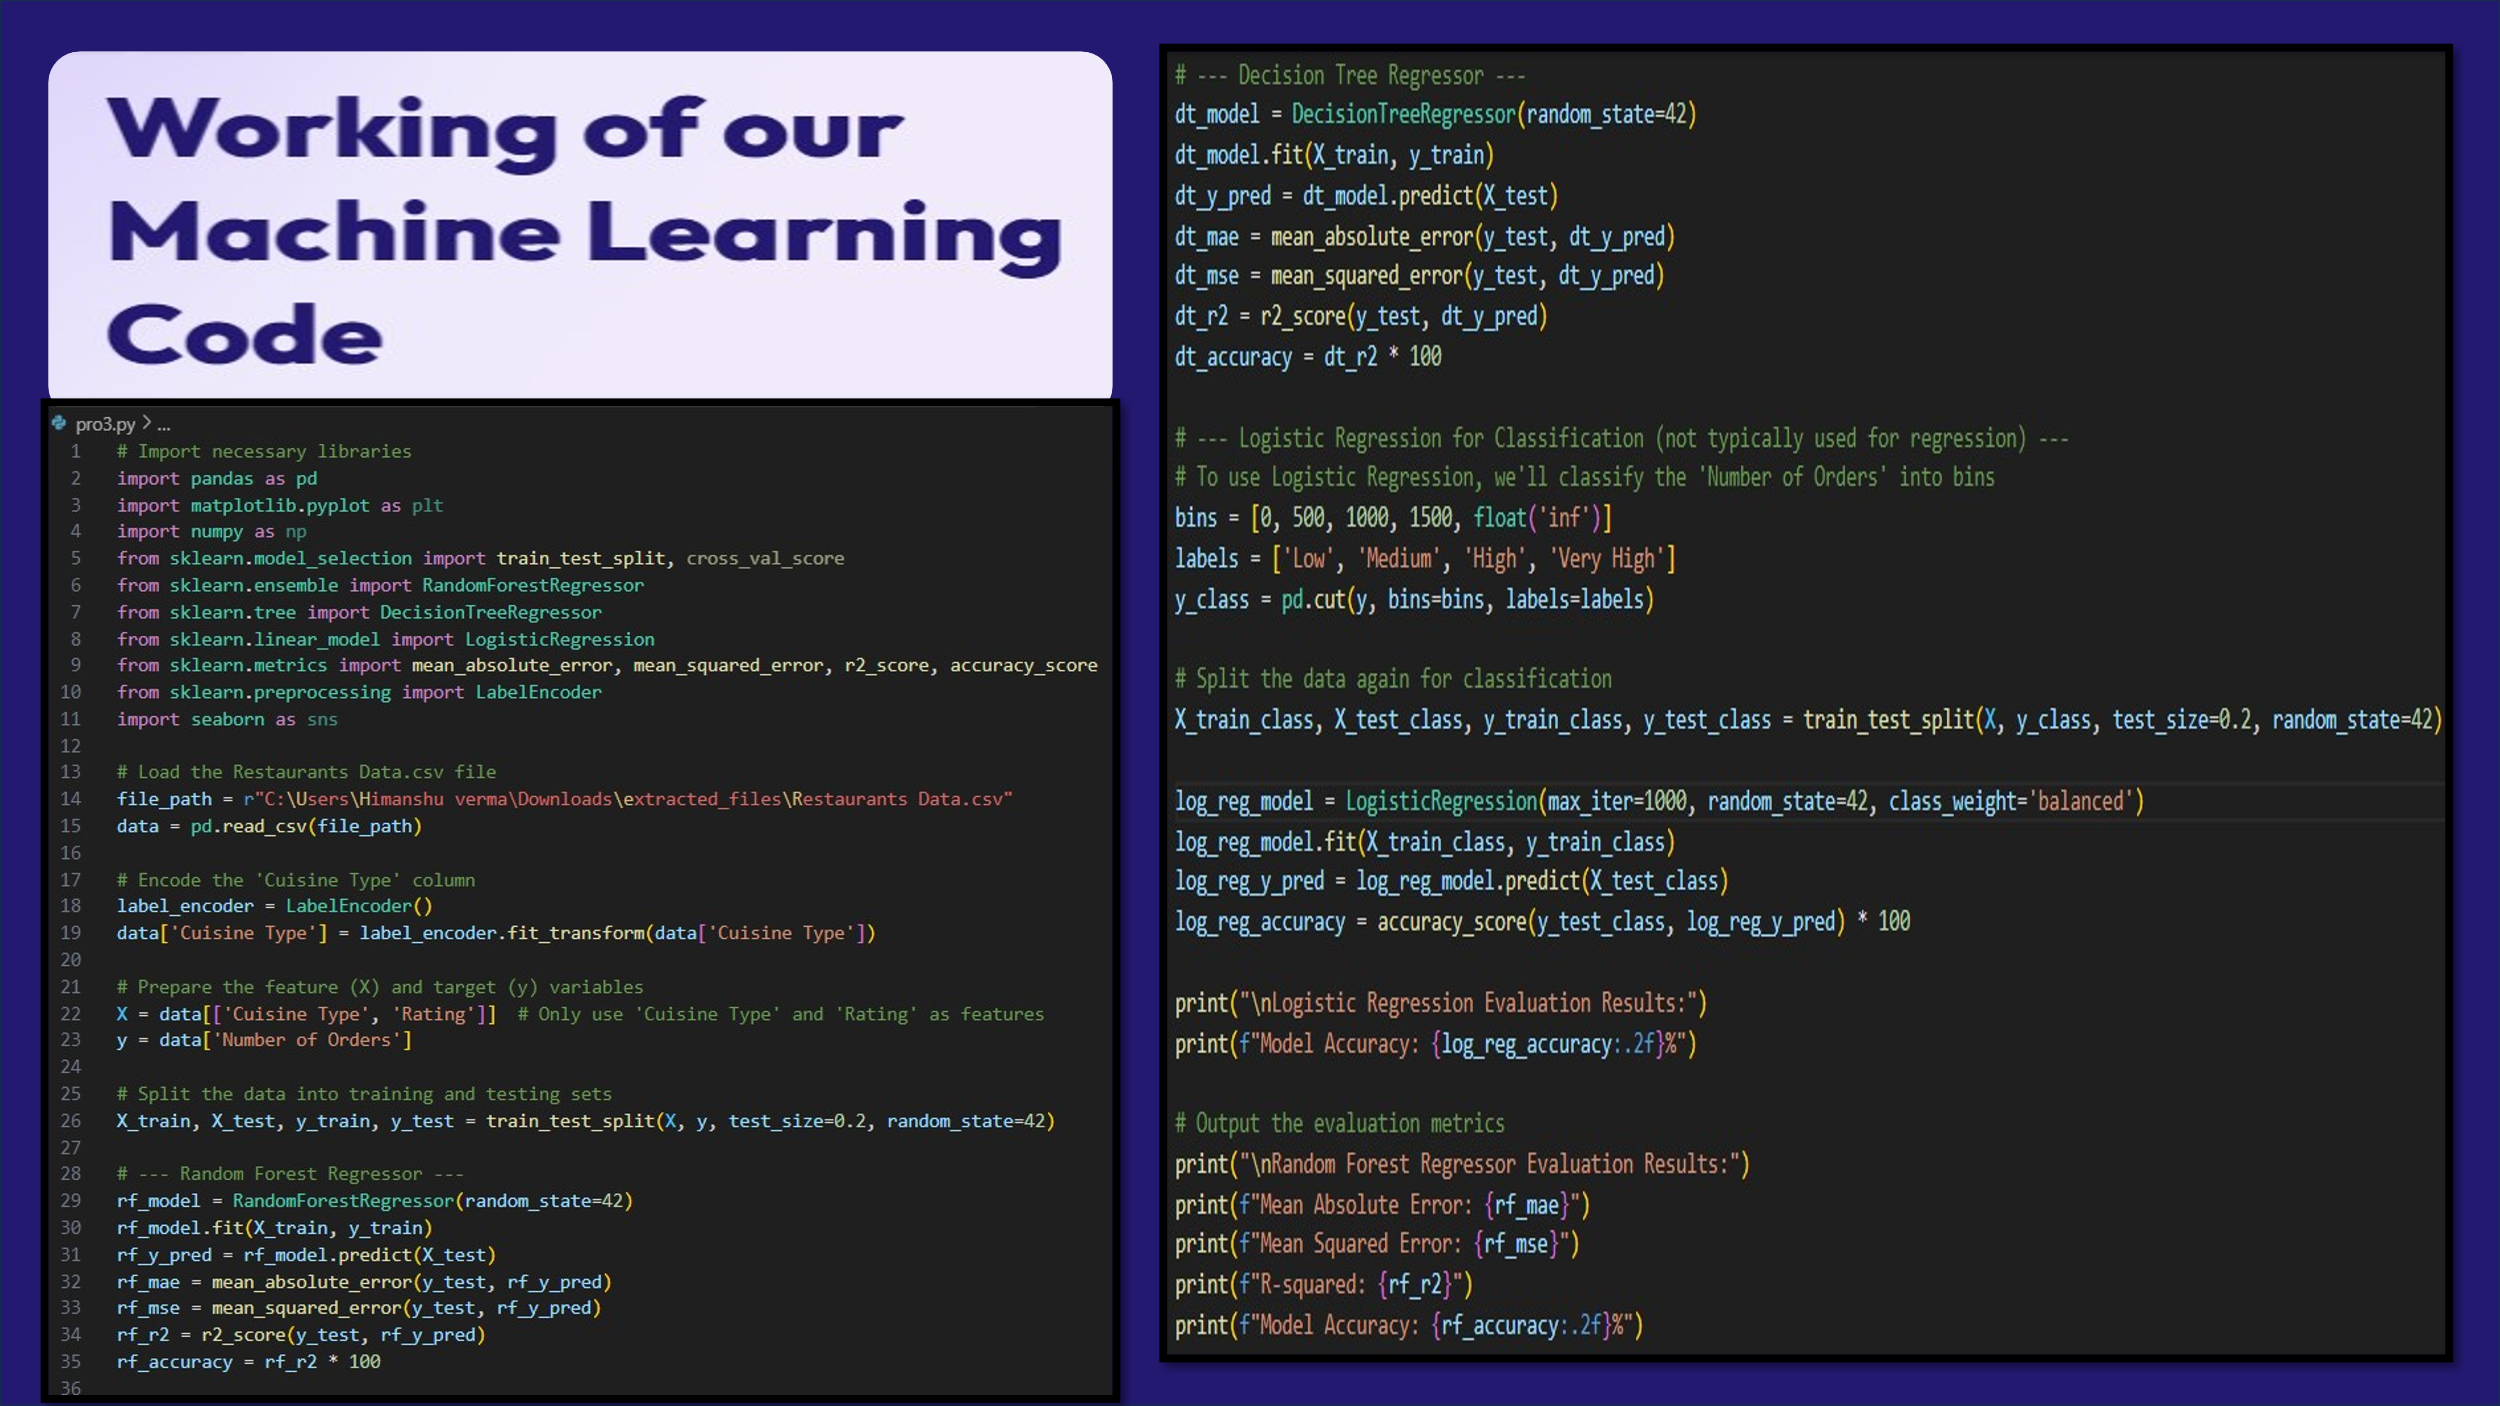 Working of our
Machine Learning
Code
pro3.py > ...
1 # Import necessary libraries
2 import pandas as pd
3 import matplotlib.pyplot as plt
4 import numpy as np
5 from sklearn.model_selection import train_test_split, cross_val_score
6 from sklearn.ensemble import RandomForestRegressor
7 from sklearn.tree import DecisionTreeRegressor
8 from sklearn.linear_model import LogisticRegression
9 from sklearn.metrics import mean_absolute_error, mean_squared_error, r2_score, accuracy_score
10 from sklearn.preprocessing import LabelEncoder
11 import seaborn as sns
12
13 # Load the Restaurants Data.csv file
14 file_path = r"C:\Users\Himanshu verma\Downloads\extracted_files\Restaurants Data.csv"
15 data = pd.read_csv(file_path)
16
17 # Encode the 'Cuisine Type' column
18 label_encoder = LabelEncoder()
19 data['Cuisine Type'] = label_encoder.fit_transform(data['Cuisine Type'])
20
21 # Prepare the feature (X) and target (y) variables
22 X = data[['Cuisine Type', 'Rating']]  # Only use 'Cuisine Type' and 'Rating' as features
23 y = data['Number of Orders']
24
25 # Split the data into training and testing sets
26 X_train, X_test, y_train, y_test = train_test_split(X, y, test_size=0.2, random_state=42)
27
28 # --- Random Forest Regressor ---
29 rf_model = RandomForestRegressor(random_state=42)
30 rf_model.fit(X_train, y_train)
31 rf_y_pred = rf_model.predict(X_test)
32 rf_mae = mean_absolute_error(y_test, rf_y_pred)
33 rf_mse = mean_squared_error(y_test, rf_y_pred)
34 rf_r2 = r2_score(y_test, rf_y_pred)
35 rf_accuracy = rf_r2 * 100
36
# --- Decision Tree Regressor ---
dt_model = DecisionTreeRegressor(random_state=42)
dt_model.fit(X_train, y_train)
dt_y_pred = dt_model.predict(X_test)
dt_mae = mean_absolute_error(y_test, dt_y_pred)
dt_mse = mean_squared_error(y_test, dt_y_pred)
dt_r2 = r2_score(y_test, dt_y_pred)
dt_accuracy = dt_r2 * 100
# --- Logistic Regression for Classification (not typically used for regression) ---
# To use Logistic Regression, we'll classify the 'Number of Orders' into bins
bins = [0, 500, 1000, 1500, float('inf')]
labels = ['Low', 'Medium', 'High', 'Very High']
y_class = pd.cut(y, bins=bins, labels=labels)
# Split the data again for classification
X_train_class, X_test_class, y_train_class, y_test_class = train_test_split(X, y_class, test_size=0.2, random_state=42)
log_reg_model = LogisticRegression(max_iter=1000, random_state=42, class_weight='balanced')
log_reg_model.fit(X_train_class, y_train_class)
log_reg_y_pred = log_reg_model.predict(X_test_class)
log_reg_accuracy = accuracy_score(y_test_class, log_reg_y_pred) * 100
print("\nLogistic Regression Evaluation Results:")
print(f"Model Accuracy: {log_reg_accuracy:.2f}%")
# Output the evaluation metrics
print("\nRandom Forest Regressor Evaluation Results:")
print(f"Mean Absolute Error: {rf_mae}")
print(f"Mean Squared Error: {rf_mse}")
print(f"R-squared: {rf_r2}")
print(f"Model Accuracy: {rf_accuracy:.2f}%")